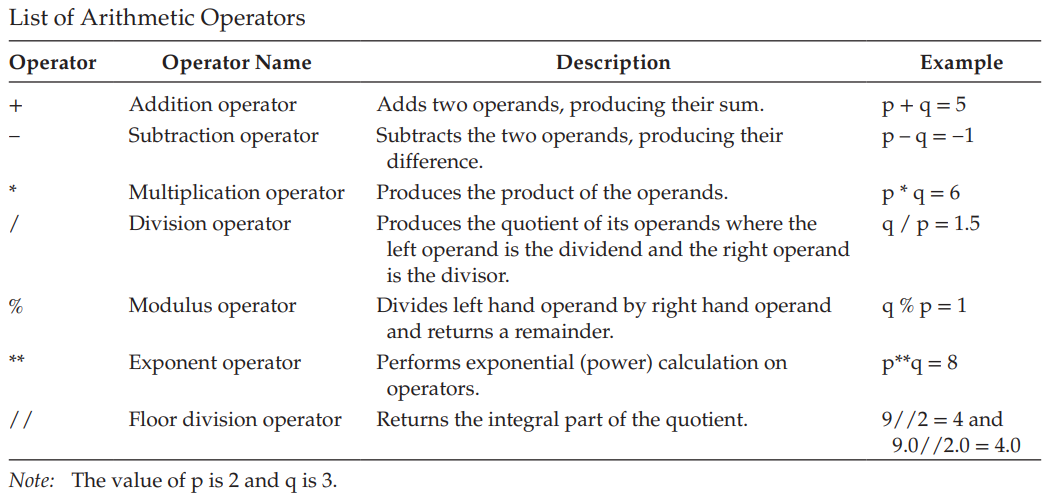 List of Arithmetic Operators
Operator Operator Name Description Example
+ Addition operator Adds two operands, producing their sum. p + q = 5
– Subtraction operator Subtracts the two operands, producing their p – q = –1
difference.
* Multiplication operator Produces the product of the operands. p * q = 6
/ Division operator Produces the quotient of its operands where the q / p = 1.5
left operand is the dividend and the right operand
is the divisor.
% Modulus operator Divides left hand operand by right hand operand q % p = 1
and returns a remainder.
** Exponent operator Performs exponential (power) calculation on p**q = 8
operators.
// Floor division operator Returns the integral part of the quotient. 9//2 = 4 and
9.0//2.0 = 4.0
Note: The value of p is 2 and q is 3.